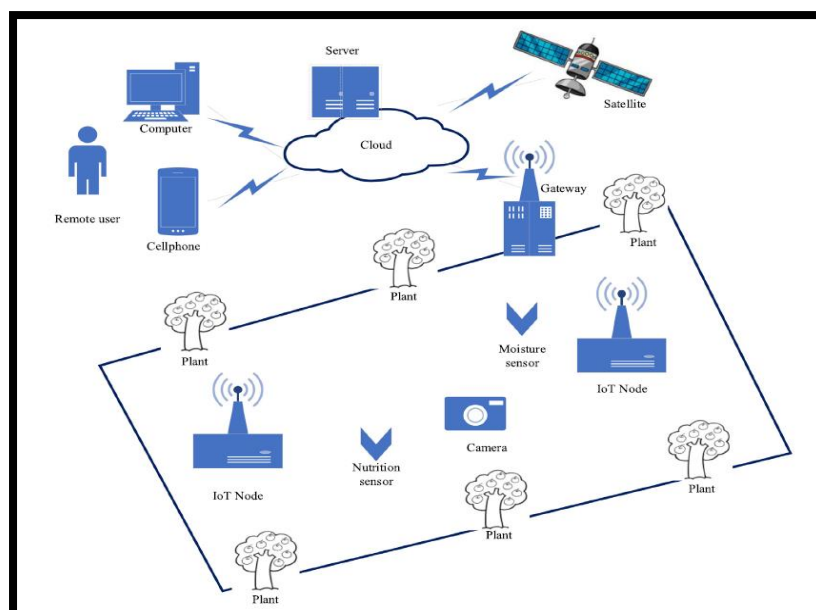 Server
Satellite
Computer
Cloud
Gateway
Remote user
Cellphone
Plant
Plant
Plant
Moisture
sensor
IoT Node
Camera
Nutrition
sensor
IoT Node
Plant
Plant
Plant